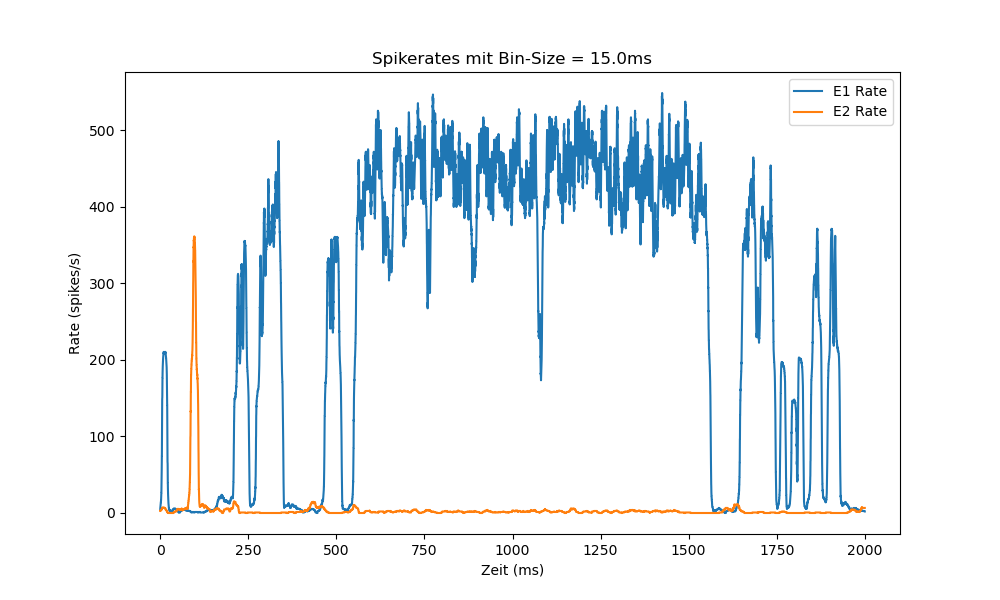 Spikerates mit Bin-Size = 15.0ms
E1 Rate
E2 Rate
Rate (spikes/s)
500
400
300
200
100
0
0 250 500 750 1000 1250 1500 1750 2000
Zeit (ms)